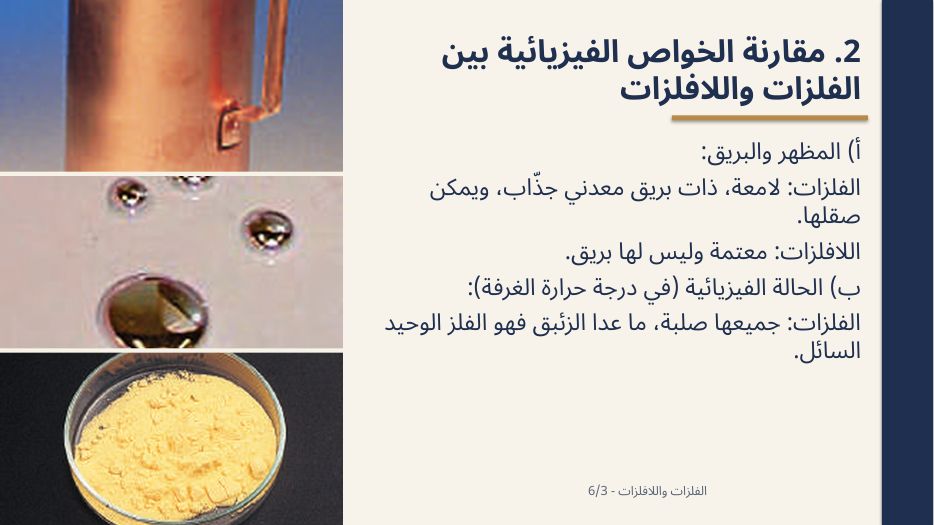 2. مقارنة الخواص الفيزيائية بين
الفلزات واللافلزات
أ) المظهر والبريق:
الفلزات: لامعة، ذات بريق معدني جذّاب، ويمكن
صقلها.
اللافلزات: معتمة وليس لها بريق.
ب) الحالة الفيزيائية (في درجة حرارة الغرفة):
الفلزات: جميعها صلبة، ما عدا الزئبق فهو الفلز الوحيد
السائل.
الفلزات واللافلزات - 6/3